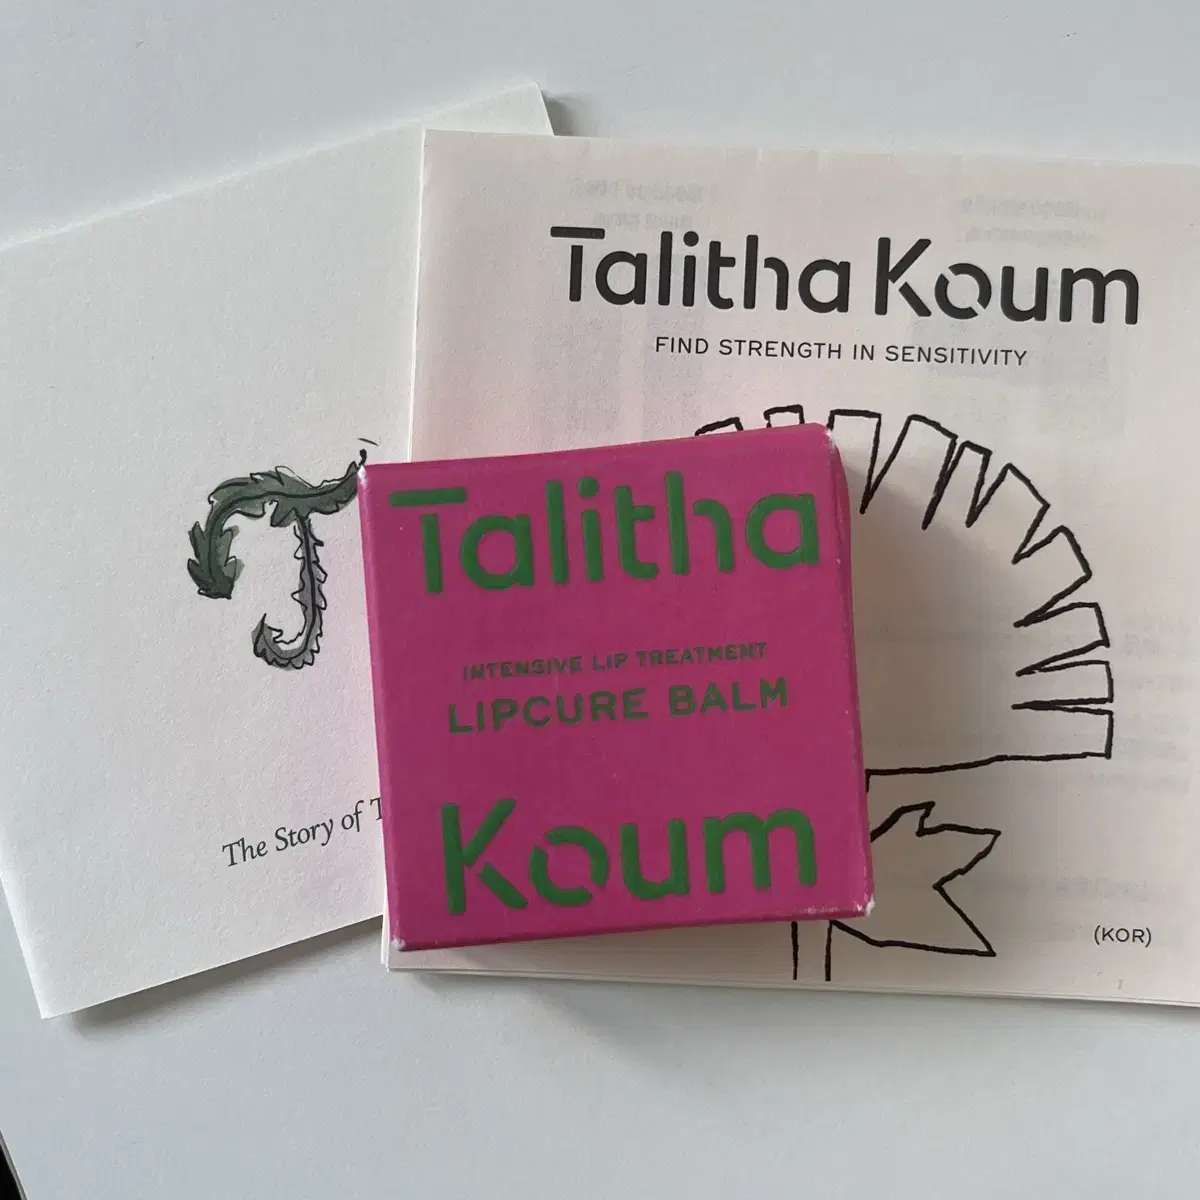 Talitha Koum
FIND STRENGTH IN SENSITIVITY
Talitha
INTENSIVE LIP TREATMENT
LIPCURE BALM
Koum
The Story of T
(KOR)